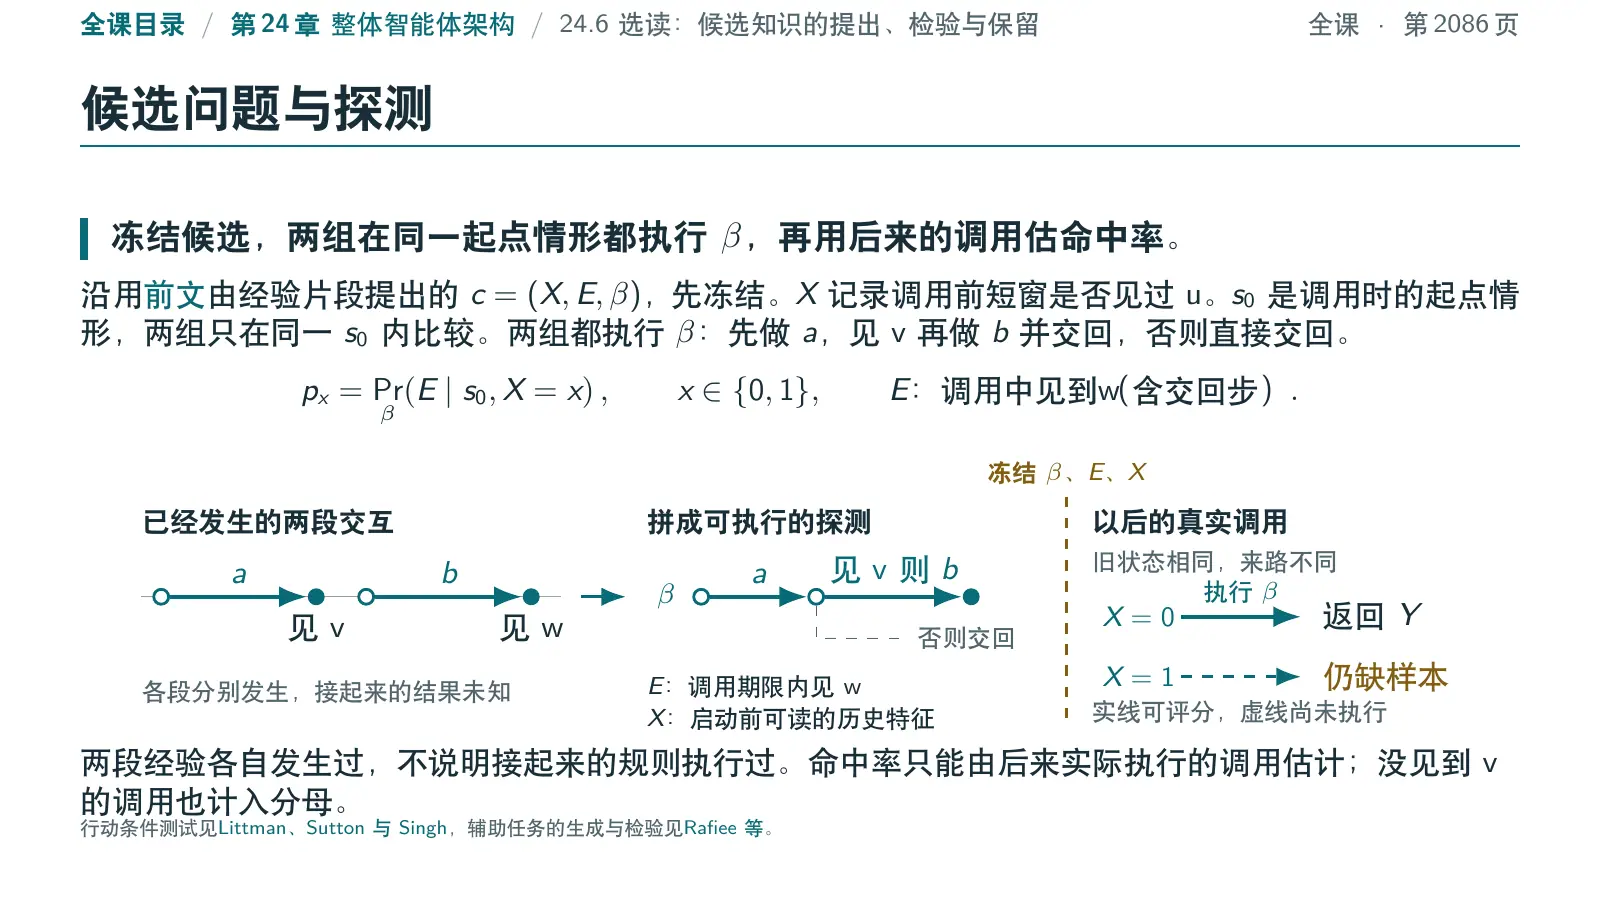 全课目录 / 第 24 章 整体智能体架构 / 24.6 选读：候选知识的提出、检验与保留
全课 · 第 2086 页
候选问题与探测
冻结候选，两组在同一起点情形都执行 β，再用后来的调用估命中率。
沿用前文由经验片段提出的 c = (X, E, β)，先冻结。X 记录调用前短窗是否见过 u。s₀ 是调用时的起点情
形，两组只在同一 s₀ 内比较。两组都执行 β：先做 a，见 v 再做 b 并交回，否则直接交回。
pₓ = Pr_β(E | s₀, X = x), x ∈ {0, 1}, E：调用中见到w(含交回步）.
冻结 β、E、X
已经发生的两段交互
a
b
见 v
见 w
各段分别发生，接起来的结果未知
拼成可执行的探测
β
a
见 v 则 b
否则交回
E：调用期限内见 w
X：启动前可读的历史特征
以后的真实调用
旧状态相同，来路不同
执行 β
X = 0
返回 Y
X = 1
仍缺样本
实线可评分，虚线尚未执行
两段经验各自发生过，不说明接起来的规则执行过。命中率只能由后来实际执行的调用估计；没见到 v
的调用也计入分母。
行动条件测试见Littman、Sutton 与 Singh，辅助任务的生成与检验见Rafiee 等。